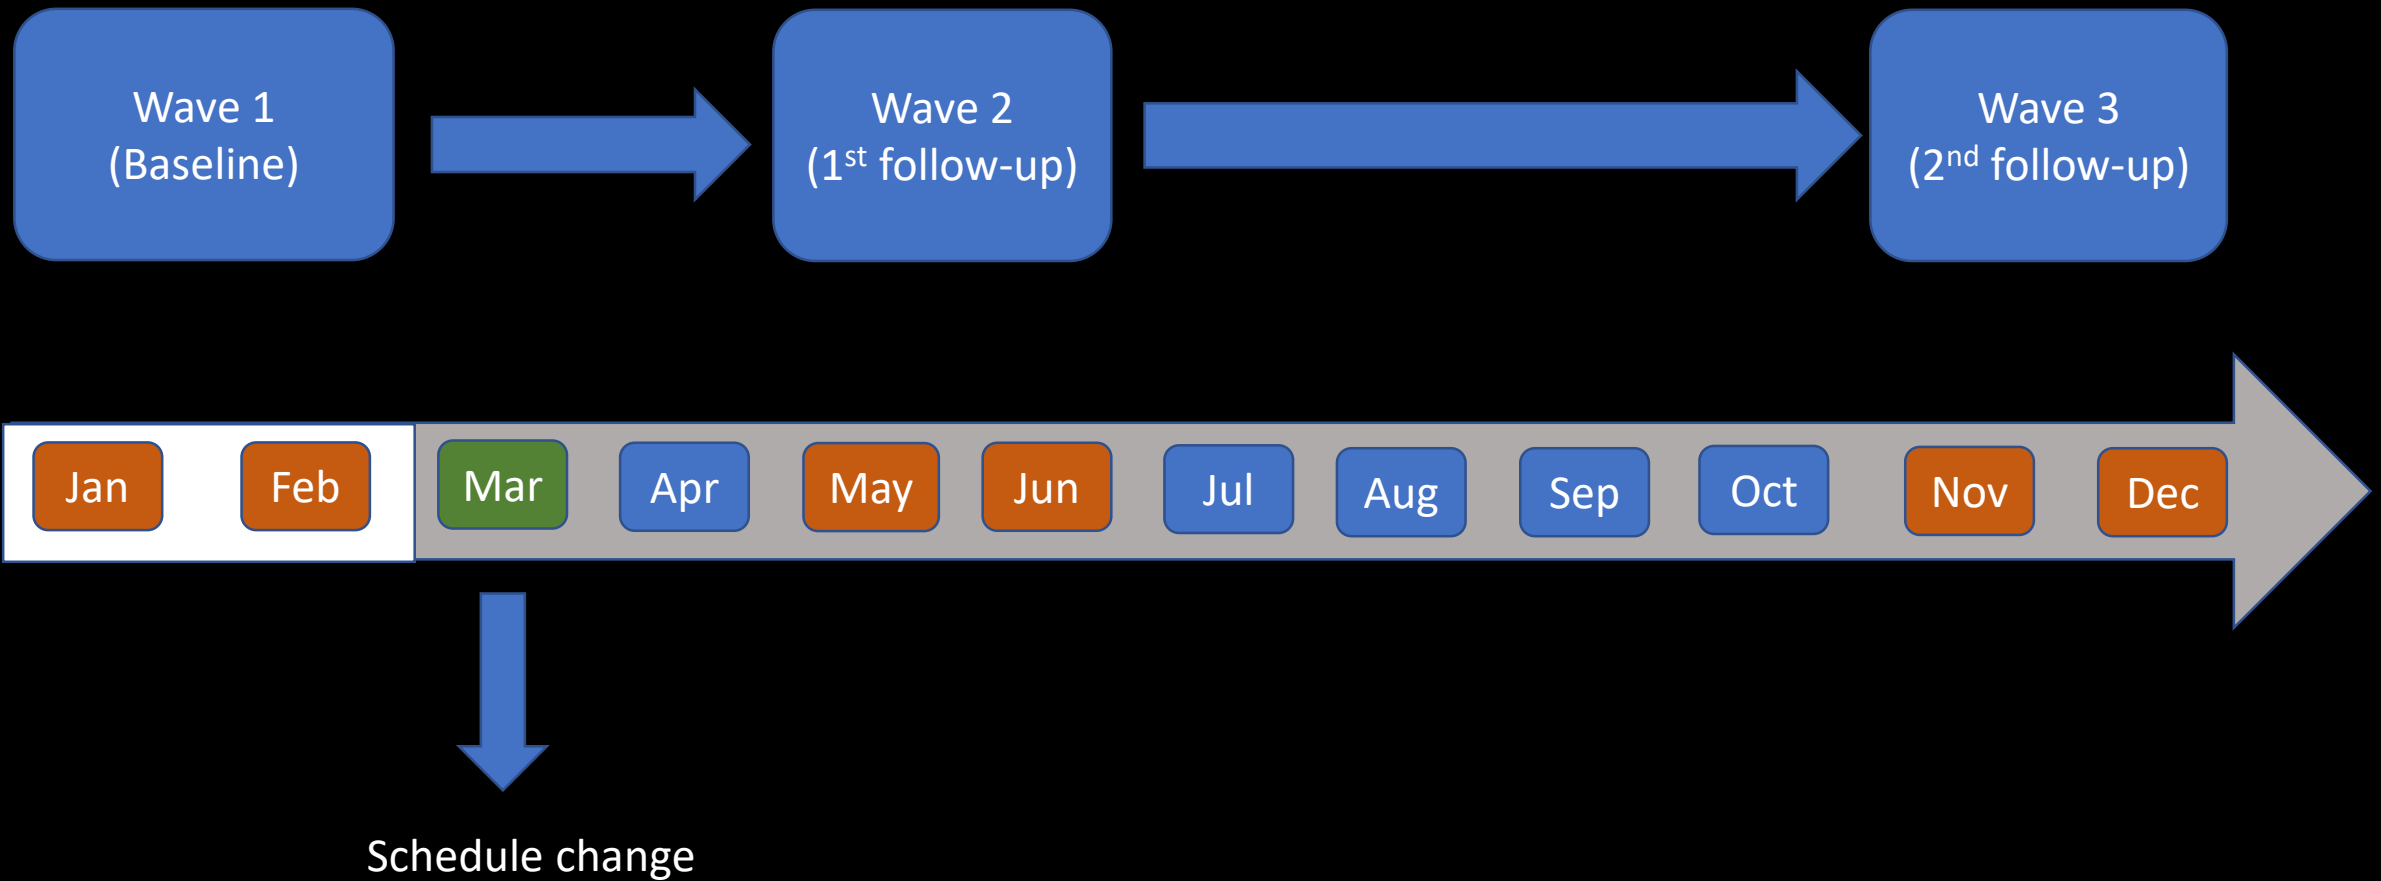 Wave 1
(Baseline)
Wave 2
(1st follow-up)
Wave 3
(2nd follow-up)
Jan Feb Mar Apr May Jun Jul Aug Sep Oct Nov Dec
Schedule change